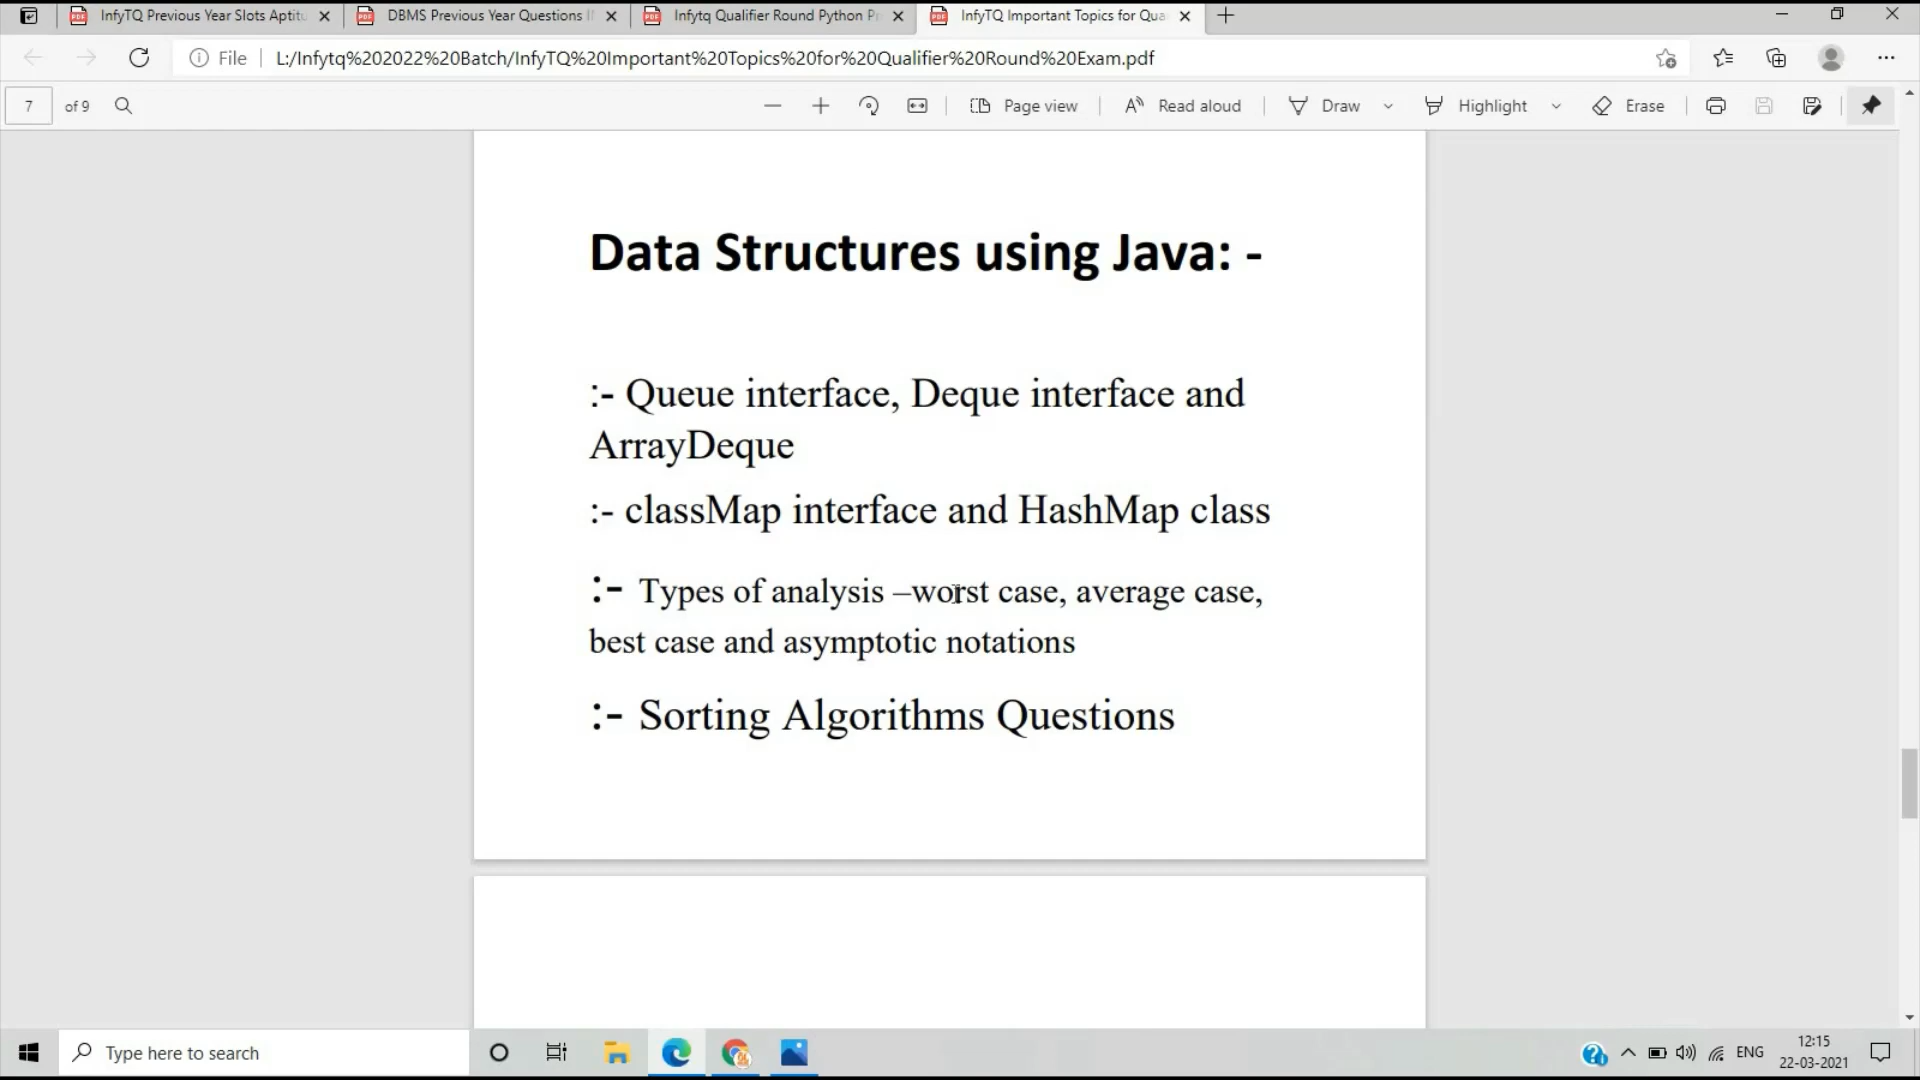 InfyTQ Previous Year Slots Aptitu
DBMS Previous Year Questions I
Infytq Qualifier Round Python P
InfyTQ Important Topics for Qua
File
L:/Infytq%202022%20Batch/InfyTQ%20Important%20Topics%20for%20Qualifier%20Round%20Exam.pdf
7 of 9
Page view
Read aloud
Draw
Highlight
Erase
Data Structures using Java: -
:- Queue interface, Deque interface and
ArrayDeque
:- classMap interface and HashMap class
:- Types of analysis –worst case, average case,
best case and asymptotic notations
:- Sorting Algorithms Questions
Type here to search
ENG
12:15
22-03-2021